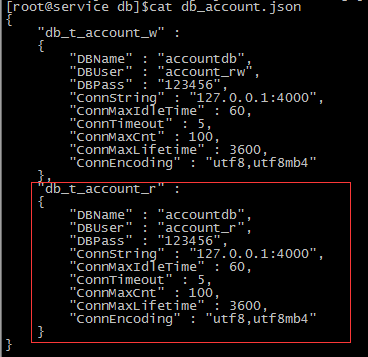 [root@service db]$cat db_account.json
{
"db_t_account_w" :
{
"DBName" : "accountdb",
"DBUser" : "account_rw",
"DBPass" : "123456",
"ConnString" : "127.0.0.1:4000",
"ConnMaxIdleTime" : 60,
"ConnTimeout" : 5,
"ConnMaxCnt" : 100,
"ConnMaxLifetime" : 3600,
"ConnEncoding" : "utf8,utf8mb4"
},
"db_t_account_r" :
{
"DBName" : "accountdb",
"DBUser" : "account_r",
"DBPass" : "123456",
"ConnString" : "127.0.0.1:4000",
"ConnMaxIdleTime" : 60,
"ConnTimeout" : 5,
"ConnMaxCnt" : 100,
"ConnMaxLifetime" : 3600,
"ConnEncoding" : "utf8,utf8mb4"
}
}